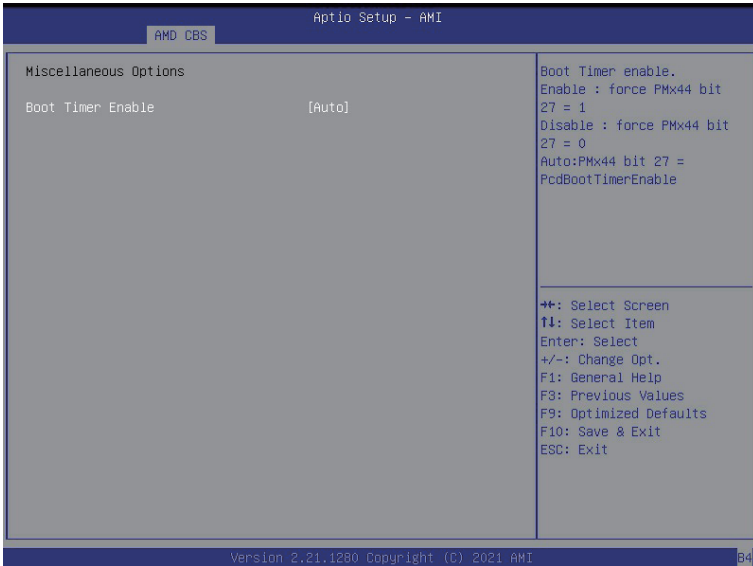 Aptio Setup - AMI
AMD CBS
Miscellaneous Options
Boot Timer Enable [Auto]
Boot Timer enable.
Enable : force PMx44 bit
27 = 1
Disable : force PMx44 bit
27 = 0
Auto:PMx44 bit 27 =
PcdBootTimerEnable
→←: Select Screen
↑↓: Select Item
Enter: Select
+/-: Change Opt.
F1: General Help
F3: Previous Values
F9: Optimized Defaults
F10: Save & Exit
ESC: Exit
Version 2.21.1280 Copyright (C) 2021 AMI
B4